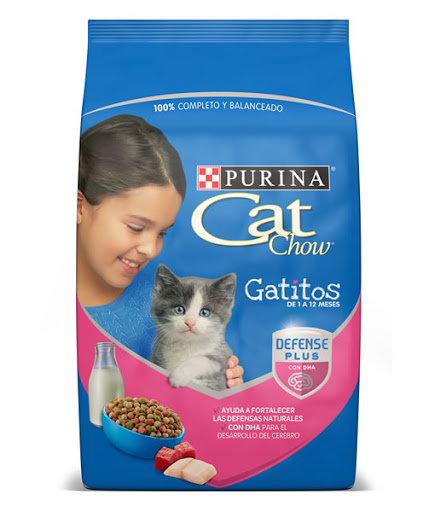 100% COMPLETO Y BALANCEADO
PURINA
Cat
Chow
Gatitos
DE 1 A 12 MESES
DEFENSE
PLUS
CON DHA
AYUDA A FORTALECER
LAS DEFENSAS NATURALES
CON DHA PARA EL
DESARROLLO DEL CEREBRO